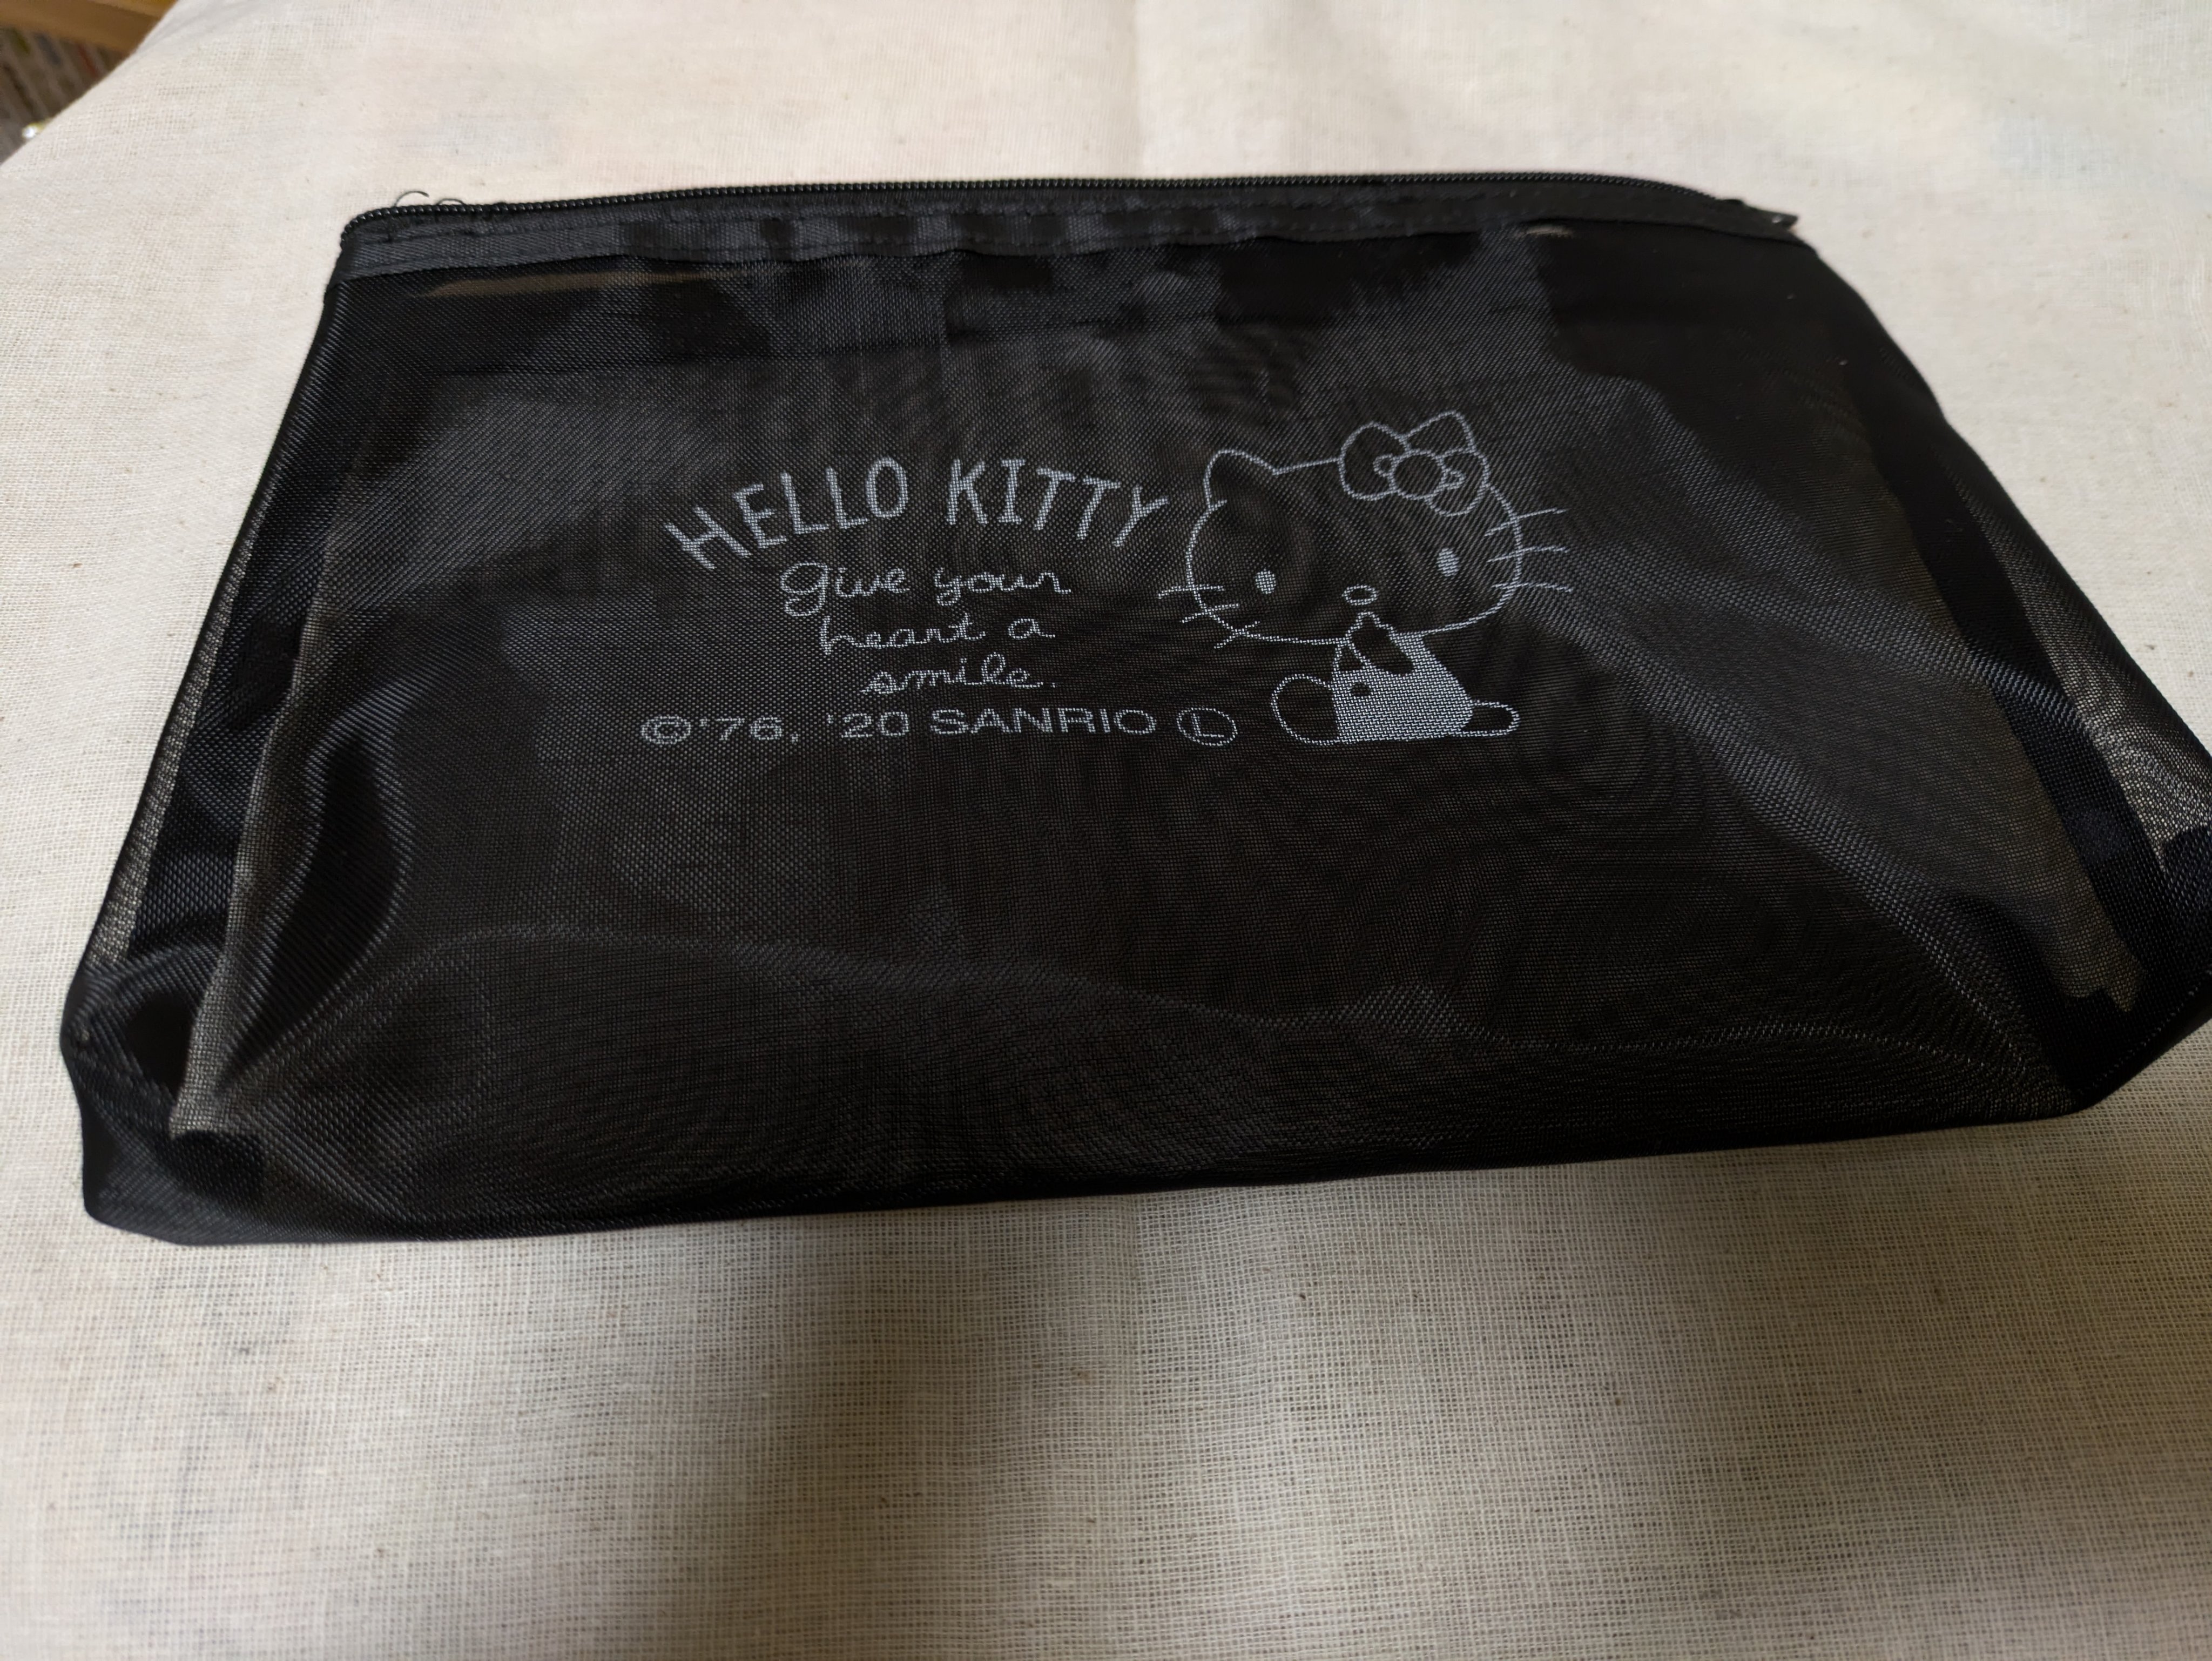 HELLO KITTY
Give your
heart a
smile.
©'76, '20 SANRIO Ⓛ